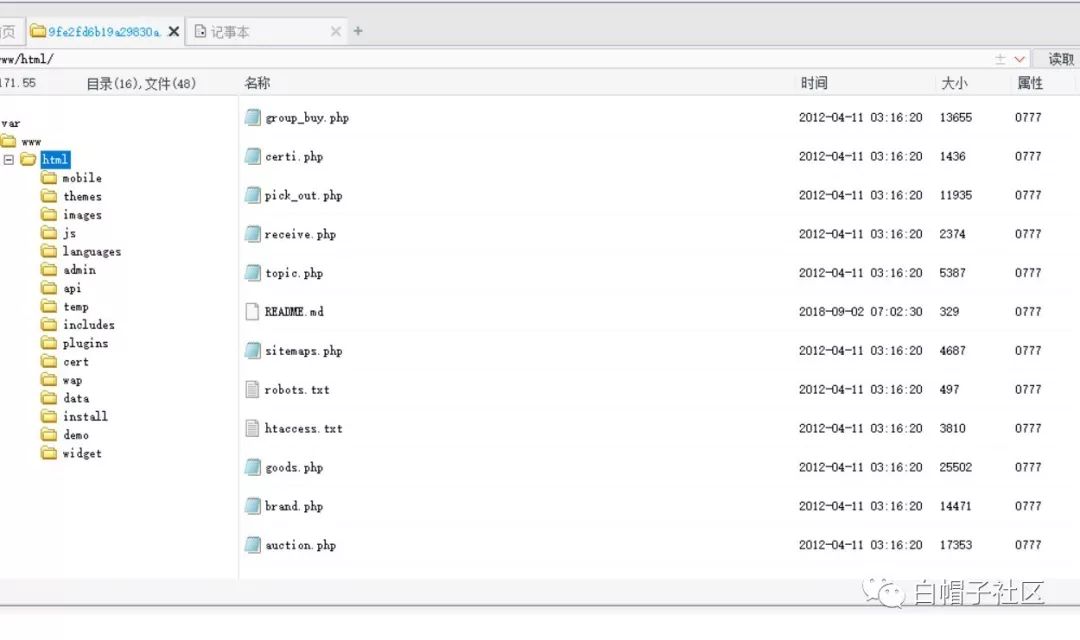 页 9fe2fd6b19a29830a. 记事本
ww/html/ 读取
171.55 目录(16),文件(48) 名称 时间 大小 属性
var
www
html
mobile
themes
images
js
languages
admin
api
temp
includes
plugins
cert
wap
data
install
demo
widget
group_buy.php 2012-04-11 03:16:20 13655 0777
certi.php 2012-04-11 03:16:20 1436 0777
pick_out.php 2012-04-11 03:16:20 11935 0777
receive.php 2012-04-11 03:16:20 2374 0777
topic.php 2012-04-11 03:16:20 5387 0777
README.md 2018-09-02 07:02:30 329 0777
sitemaps.php 2012-04-11 03:16:20 4687 0777
robots.txt 2012-04-11 03:16:20 497 0777
htaccess.txt 2012-04-11 03:16:20 3810 0777
goods.php 2012-04-11 03:16:20 25502 0777
brand.php 2012-04-11 03:16:20 14471 0777
auction.php 2012-04-11 03:16:20 17353 0777
白帽子社区